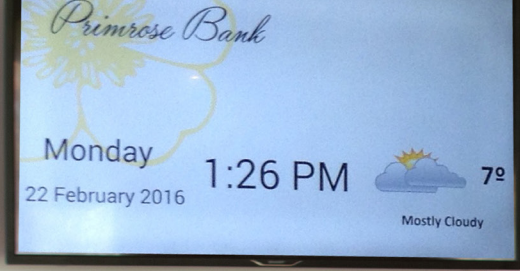 Primrose Bank
Monday
22 February 2016
1:26 PM
7º
Mostly Cloudy